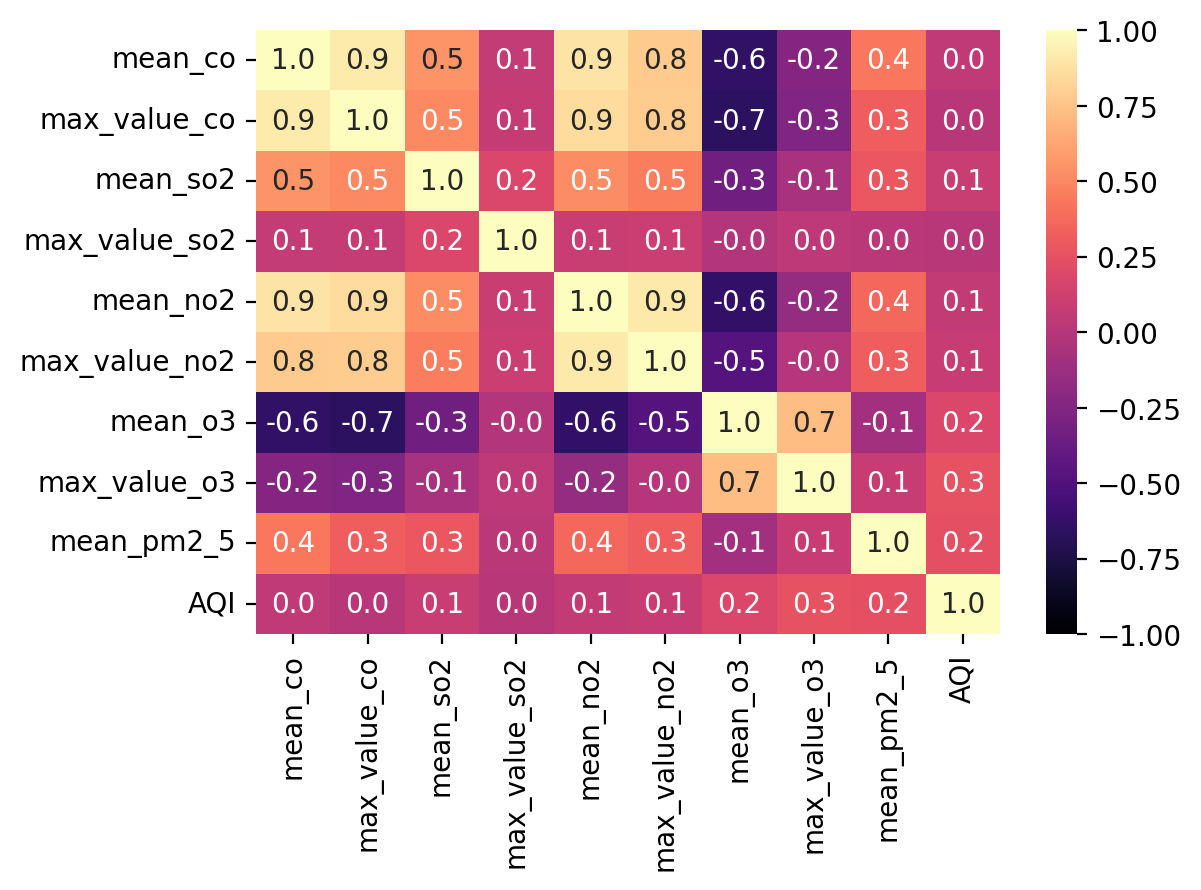 mean_co 1.0 0.9 0.5 0.1 0.9 0.8 -0.6 -0.2 0.4 0.0
max_value_co 0.9 1.0 0.5 0.1 0.9 0.8 -0.7 -0.3 0.3 0.0
mean_so2 0.5 0.5 1.0 0.2 0.5 0.5 -0.3 -0.1 0.3 0.1
max_value_so2 0.1 0.1 0.2 1.0 0.1 0.1 -0.0 0.0 0.0 0.0
mean_no2 0.9 0.9 0.5 0.1 1.0 0.9 -0.6 -0.2 0.4 0.1
max_value_no2 0.8 0.8 0.5 0.1 0.9 1.0 -0.5 -0.0 0.3 0.1
mean_o3 -0.6 -0.7 -0.3 -0.0 -0.6 -0.5 1.0 0.7 -0.1 0.2
max_value_o3 -0.2 -0.3 -0.1 0.0 -0.2 -0.0 0.7 1.0 0.1 0.3
mean_pm2_5 0.4 0.3 0.3 0.0 0.4 0.3 -0.1 0.1 1.0 0.2
AQI 0.0 0.0 0.1 0.0 0.1 0.1 0.2 0.3 0.2 1.0
mean_co
max_value_co
mean_so2
max_value_so2
mean_no2
max_value_no2
mean_o3
max_value_o3
mean_pm2_5
AQI
1.00
0.75
0.50
0.25
0.00
−0.25
−0.50
−0.75
−1.00